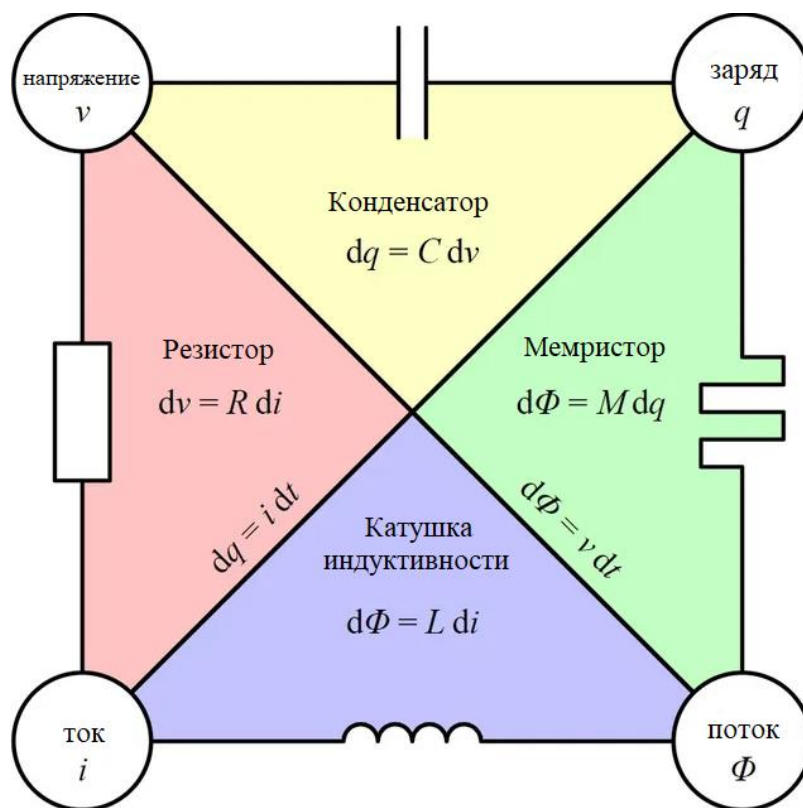 напряжение
v
заряд
q
Конденсатор
dq = C dv
Резистор
dv = R di
Мемристор
dΦ = M dq
dq = i dt
dΦ = v dt
Катушка
индуктивности
dΦ = L di
ток
i
поток
Φ